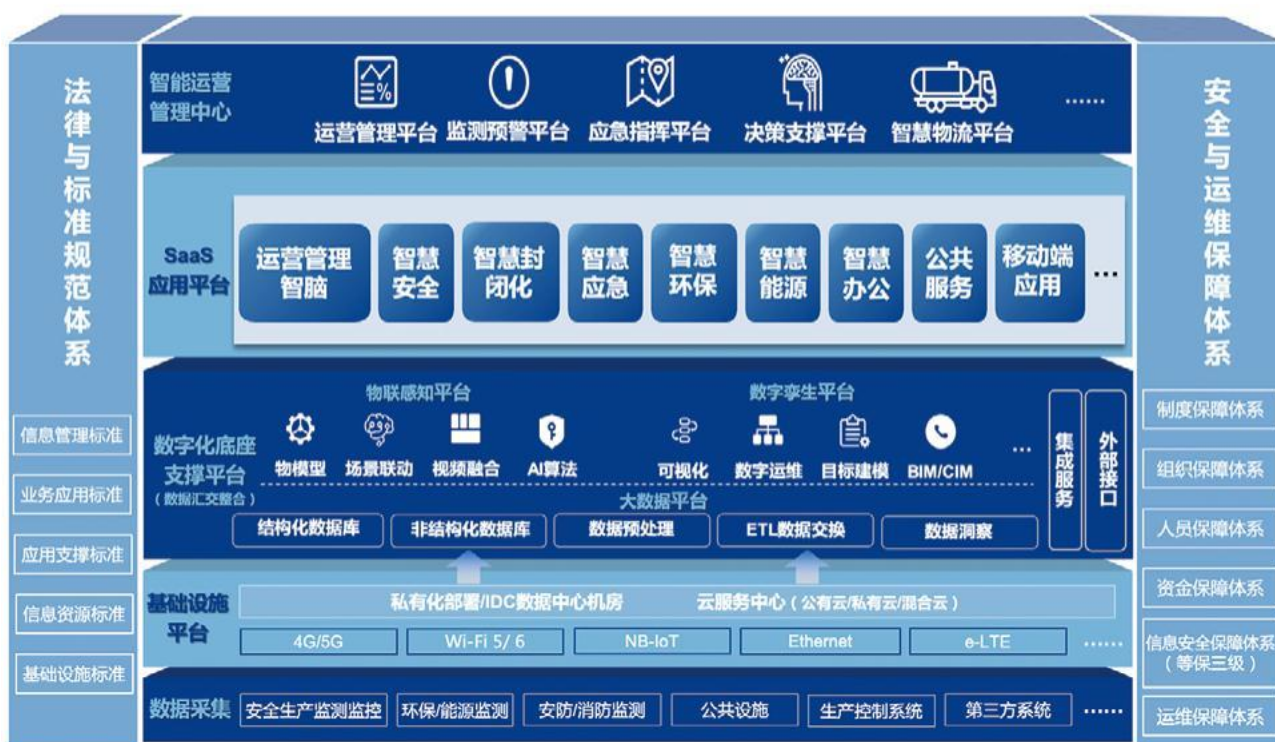 法律与标准规范体系
信息管理标准
业务应用标准
应用支撑标准
信息资源标准
基础设施标准
智能运营
管理中心
运营管理平台 监测预警平台 应急指挥平台 决策支撑平台 智慧物流平台 ······
SaaS
应用平台
运营管理
智脑
智慧
安全
智慧封
闭化
智慧
应急
智慧
环保
智慧
能源
智慧
办公
公共
服务
移动端
应用
...
数字化底座
支撑平台
(数据汇交整合)
物联感知平台 数字孪生平台
物模型 场景联动 视频融合 AI算法 可视化 数字运维 目标建模 BIM/CIM ...
大数据平台
结构化数据库 非结构化数据库 数据预处理 ETL数据交换 数据洞察
集成服务
外部接口
基础设施
平台
私有化部署/IDC数据中心机房 云服务中心(公有云/私有云/混合云)
4G/5G Wi-Fi 5/ 6 NB-IoT Ethernet e-LTE ······
数据采集 安全生产监测监控 环保/能源监测 安防/消防监测 公共设施 生产控制系统 第三方系统 ······
安全与运维保障体系
制度保障体系
组织保障体系
人员保障体系
资金保障体系
信息安全保障体系
(等保三级)
运维保障体系